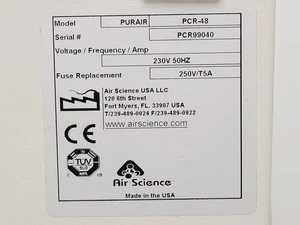 Model PURAIR PCR-48
Serial # PCR99040
Voltage / Frequency / Amp
230V 50HZ
Fuse Replacement 250V/T5A
Air Science USA LLC
120 6th Street
Fort Myers, FL. 33907 USA
T/239-489-0024 F/239-489-0922
www.airscience.com
CE
TÜV
SÜD
Air Science
Made in the USA